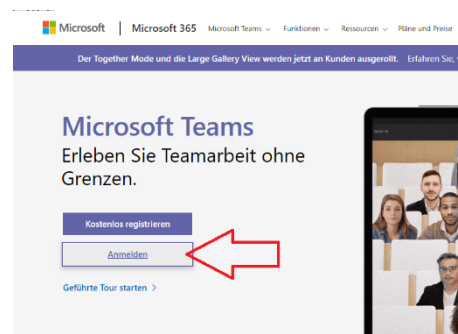 Microsoft | Microsoft 365 Microsoft Teams Funktionen Ressourcen Pläne und Preise
Der Together Mode und die Large Gallery View werden jetzt an Kunden ausgerollt. Erfahren Sie,
Microsoft Teams
Erleben Sie Teamarbeit ohne
Grenzen.
Kostenlos registrieren
Anmelden
Geführte Tour starten >